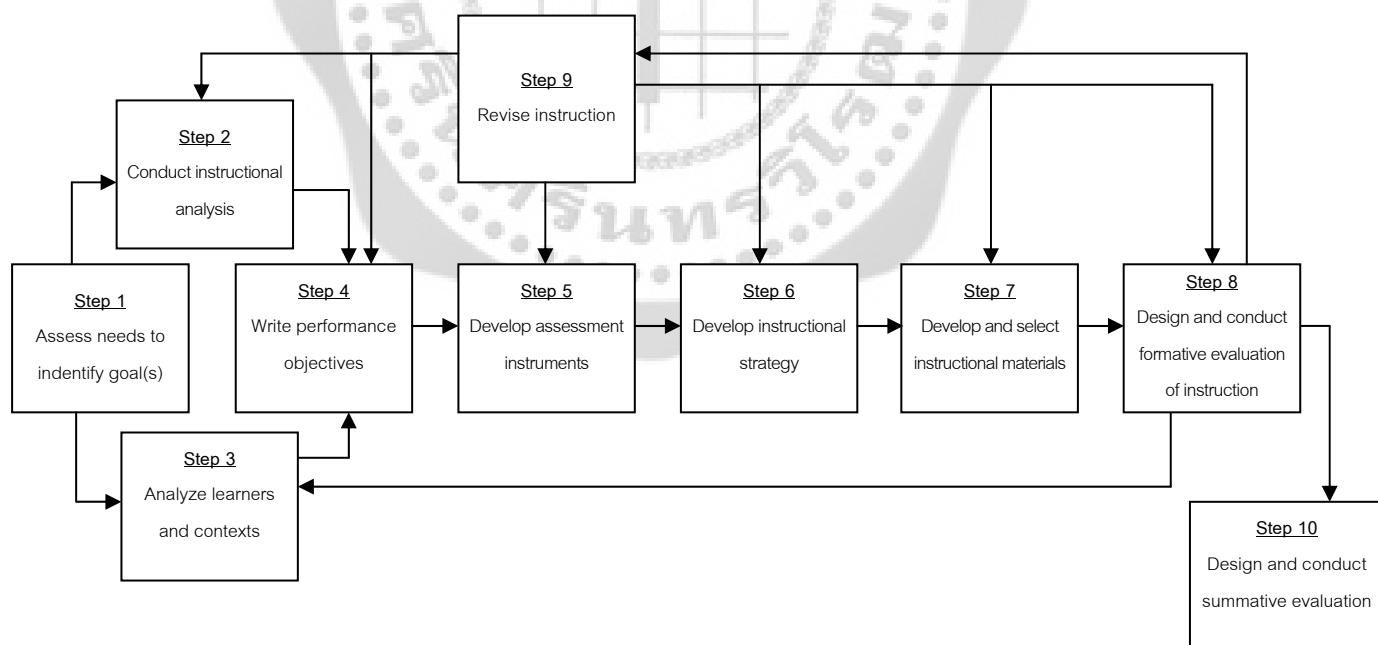 Step 9
Revise instruction
Step 2
Conduct instructional
analysis
Step 1
Assess needs to
indentify goal(s)
Step 4
Write performance
objectives
Step 5
Develop assessment
instruments
Step 6
Develop instructional
strategy
Step 7
Develop and select
instructional materials
Step 8
Design and conduct
formative evaluation
of instruction
Step 3
Analyze learners
and contexts
Step 10
Design and conduct
summative evaluation